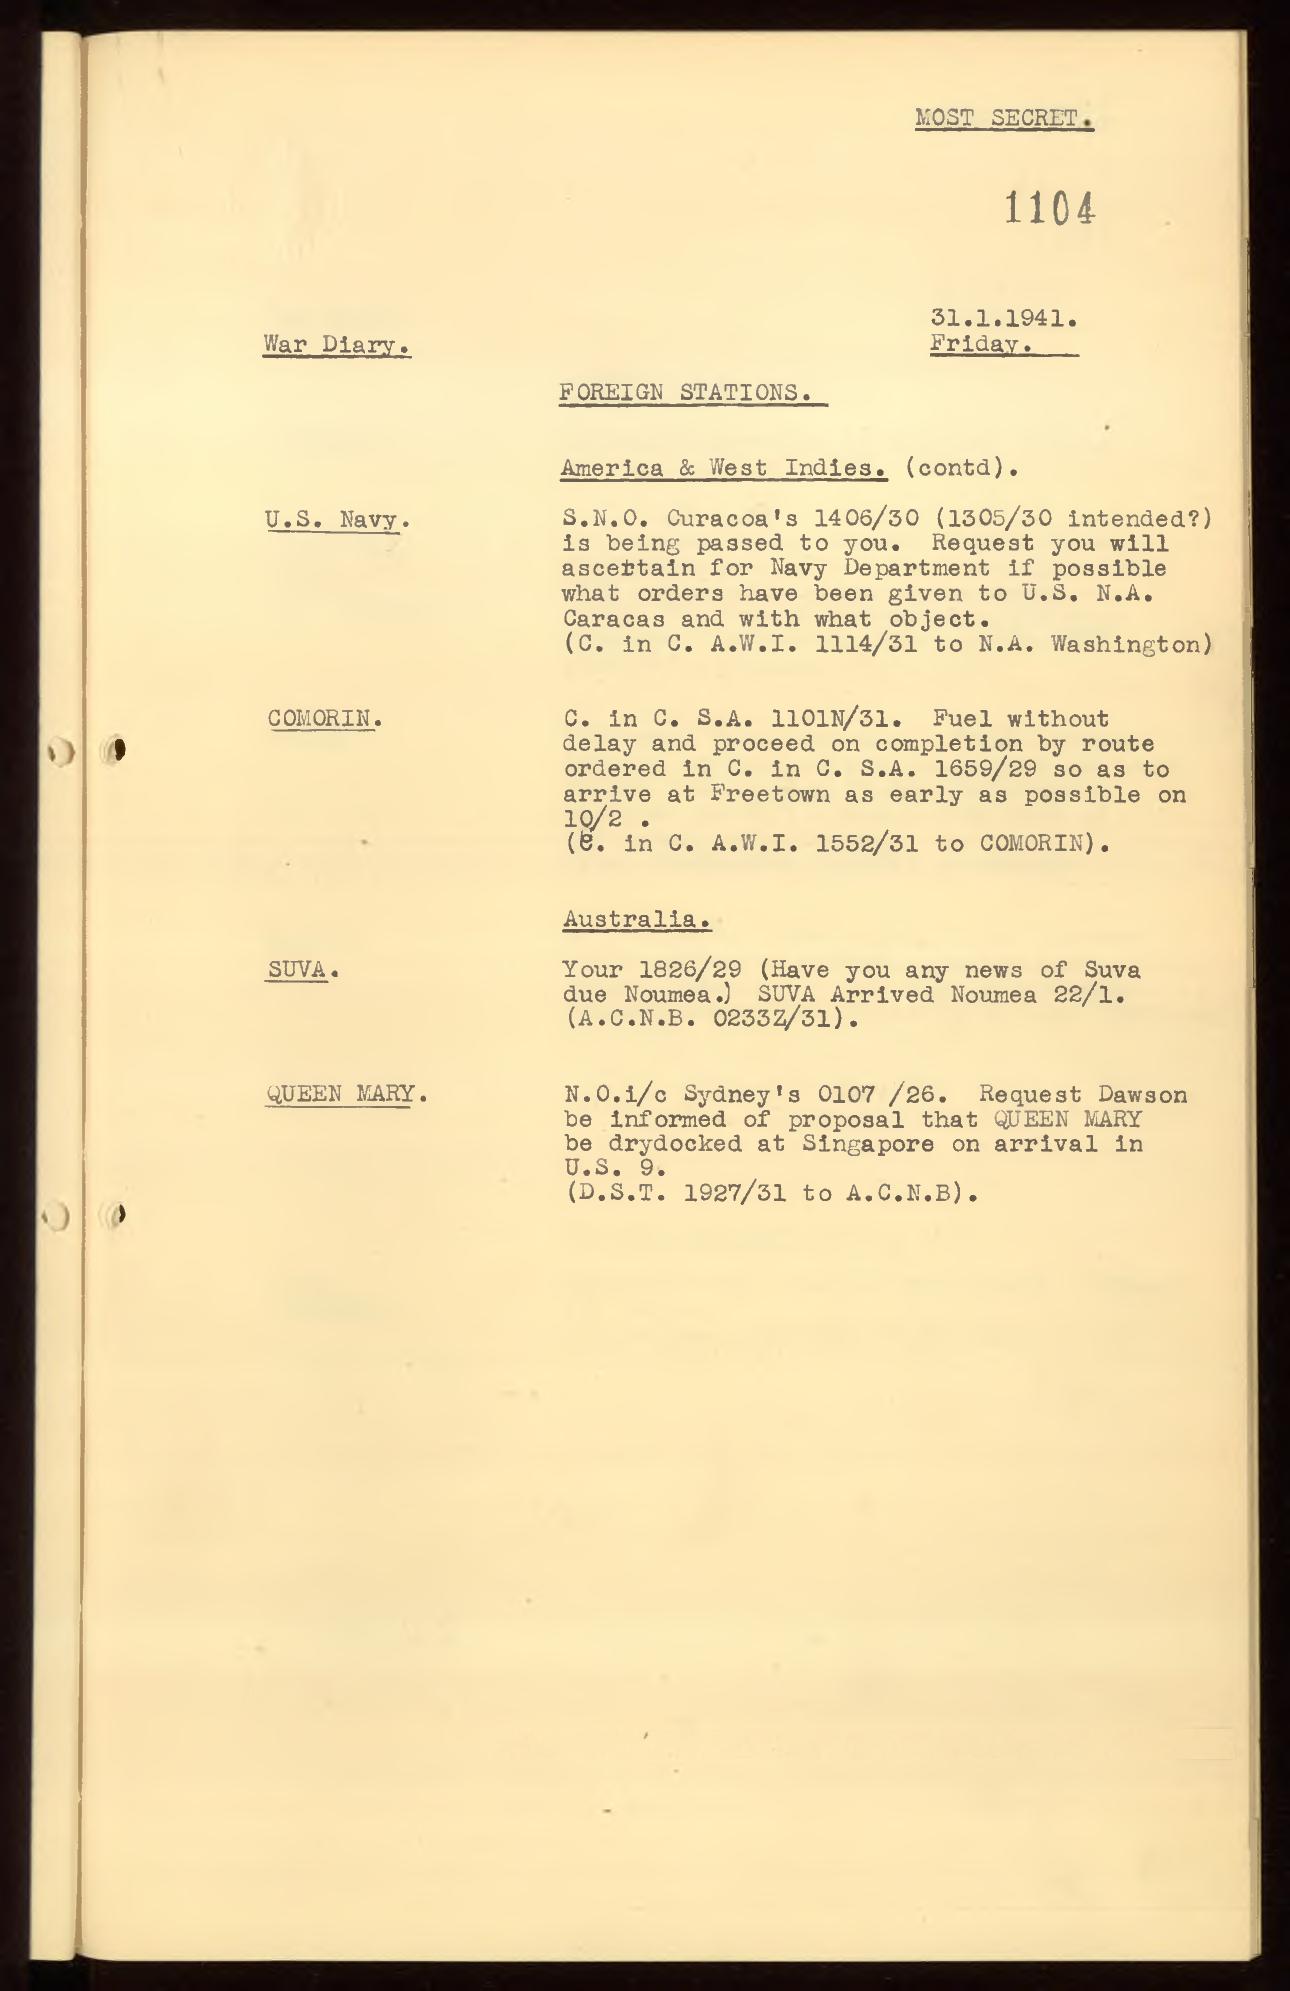 MOST SECRET.
1104
31.1.1941.
War Diary.
Friday.
FOREIGN STATIONS.
America & West Indies. (contd).
U.S. Navy.
S.N.O. Curacoa's 1406/30 (1305/30 intended?)
is being passed to you. Request you will
ascettain for Navy Department if possible
what orders have been given to U.S. N.A.
Caracas and with what object.
(C. in C. A.W.I. 1114/31 to N.A. Washington)
COMORIN.
C. in C. S.A. 1101N/31. Fuel without
delay and proceed on completion by route
ordered in C. in C. S.A. 1659/29 so as to
arrive at Freetown as early as possible on
10/2 .
(C. in C. A.W.I. 1552/31 to COMORIN).
Australia.
SUVA.
Your 1826/29 (Have you any news of Suva
due Noumea.) SUVA Arrived Noumea 22/1.
(A.C.N.B. 0233Z/31).
QUEEN MARY.
N.O.i/c Sydney's 0107 /26. Request Dawson
be informed of proposal that QUEEN MARY
be drydocked at Singapore on arrival in
U.S. 9.
(D.S.T. 1927/31 to A.C.N.B).